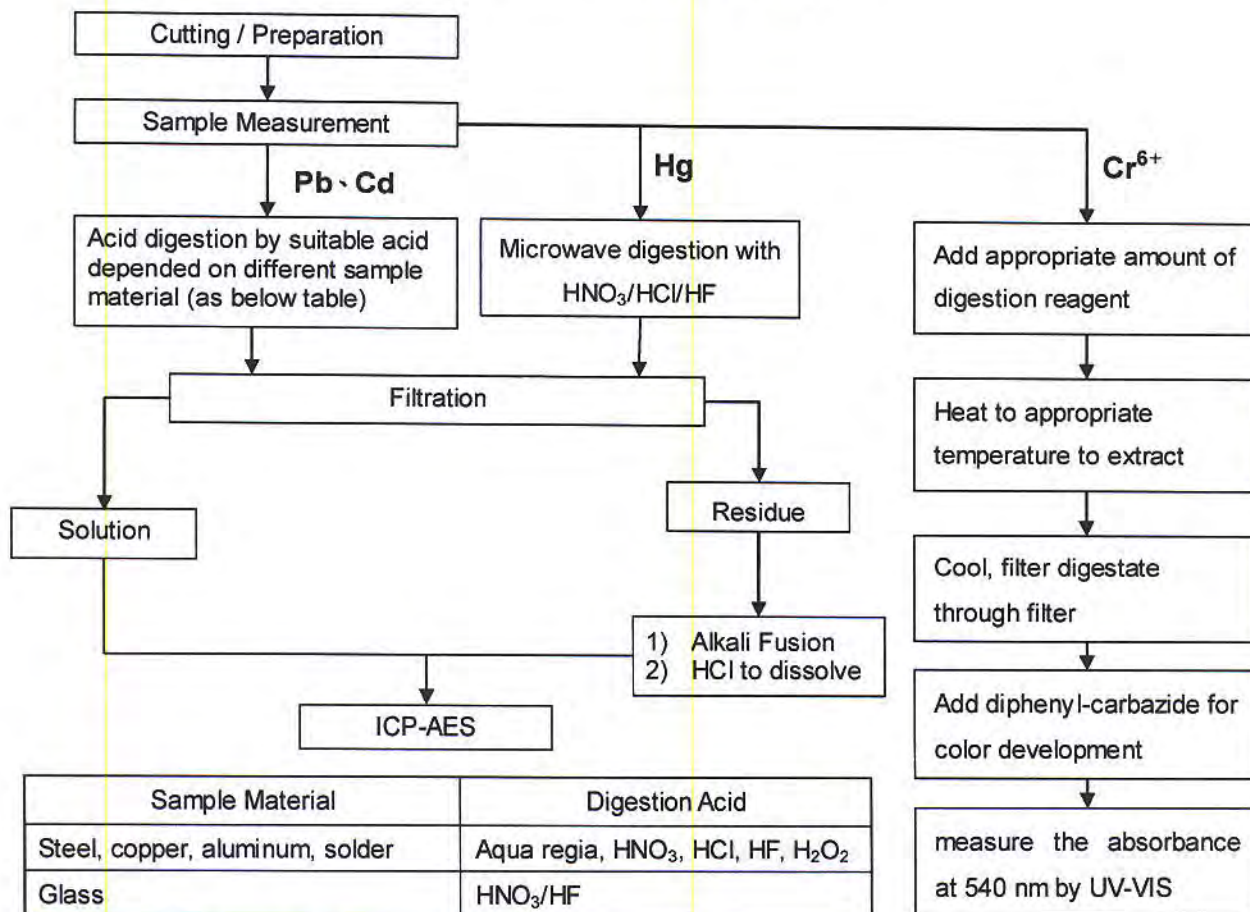 Cutting / Preparation
Sample Measurement
Pb、Cd
Hg
Cr⁶⁺
Acid digestion by suitable acid
depended on different sample
material (as below table)
Microwave digestion with
HNO₃/HCl/HF
Add appropriate amount of
digestion reagent
Filtration
Heat to appropriate
temperature to extract
Solution
Residue
Cool, filter digestate
through filter
1) Alkali Fusion
2) HCl to dissolve
ICP-AES
Add diphenyl-carbazide for
color development
measure the absorbance
at 540 nm by UV-VIS
Sample Material Digestion Acid
Steel, copper, aluminum, solder Aqua regia, HNO₃, HCl, HF, H₂O₂
Glass HNO₃/HF